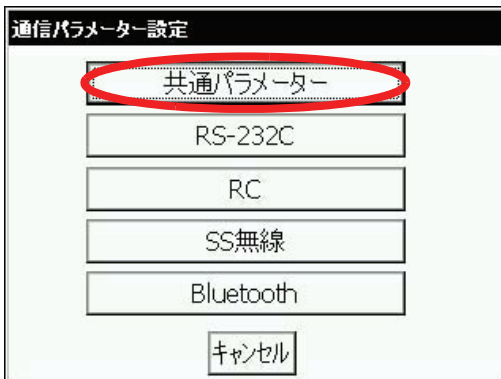 通信パラメーター設定
共通パラメーター
RS-232C
RC
SS無線
Bluetooth
キャンセル